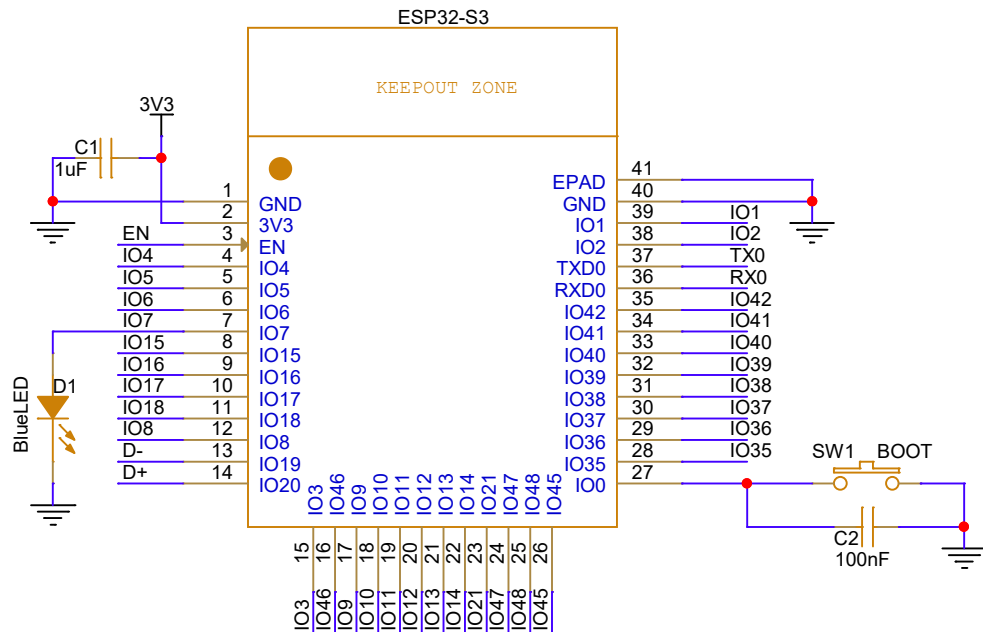 ESP32-S3
KEEPOUT ZONE
3V3
C1
1uF
1
GND
2
3V3
EN
3
EN
IO4
4
IO4
IO5
5
IO5
IO6
6
IO6
IO7
7
IO7
IO15
8
IO15
IO16
9
IO16
IO17
10
IO17
IO18
11
IO18
IO8
12
IO8
D-
13
IO19
D+
14
IO20
D1
BlueLED
41
EPAD
40
GND
39
IO1
IO1
38
IO2
IO2
37
TXD0
TX0
36
RXD0
RX0
35
IO42
IO42
34
IO41
IO41
33
IO40
IO40
32
IO39
IO39
31
IO38
IO38
30
IO37
IO37
29
IO36
IO36
28
IO35
IO35
27
IO0
SW1 BOOT
C2
100nF
IO3
IO46
IO9
IO10
IO11
IO12
IO13
IO14
IO21
IO47
IO48
IO45
15
16
17
18
19
20
21
22
23
24
25
26
IO3
IO46
IO9
IO10
IO11
IO12
IO13
IO14
IO21
IO47
IO48
IO45